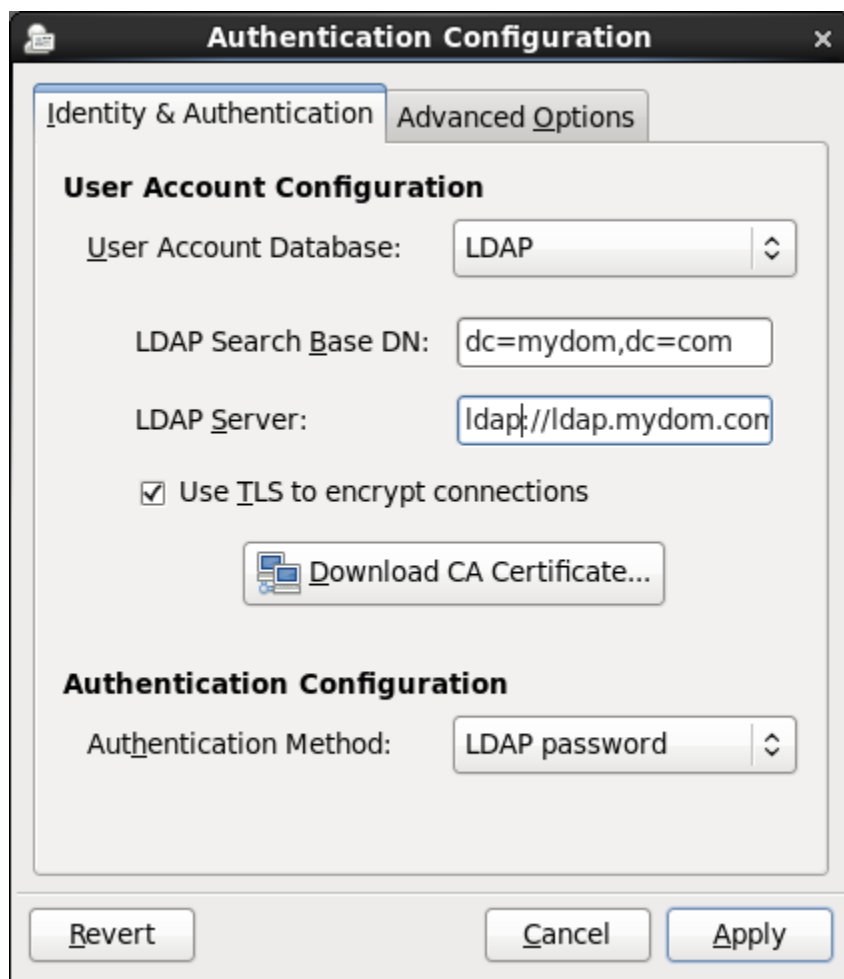 Authentication Configuration
Identity & Authentication
Advanced Options
User Account Configuration
User Account Database: LDAP
LDAP Search Base DN: dc=mydom,dc=com
LDAP Server: ldap://ldap.mydom.com
Use TLS to encrypt connections
Download CA Certificate...
Authentication Configuration
Authentication Method: LDAP password
Revert Cancel Apply